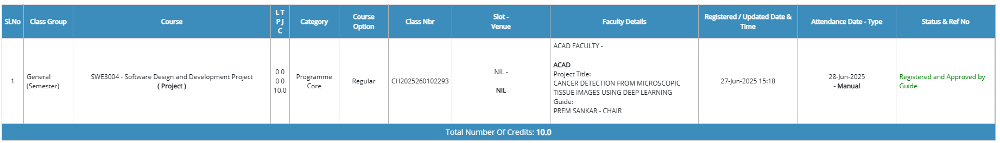 Sl.No
Class Group
Course
L T
P J
C
Category
Course
Option
Class Nbr
Slot -
Venue
Faculty Details
Registered / Updated Date &
Time
Attendance Date - Type
Status & Ref No
1
General
(Semester)
SWE3004 - Software Design and Development Project
( Project )
0 0
0 0
10.0
Programme
Core
Regular
CH2025260102293
NIL -
NIL
ACAD FACULTY -
ACAD
Project Title:
CANCER DETECTION FROM MICROSCOPIC
TISSUE IMAGES USING DEEP LEARNING
Guide:
PREM SANKAR - CHAIR
27-Jun-2025 15:18
28-Jun-2025
- Manual
Registered and Approved by
Guide
Total Number Of Credits: 10.0